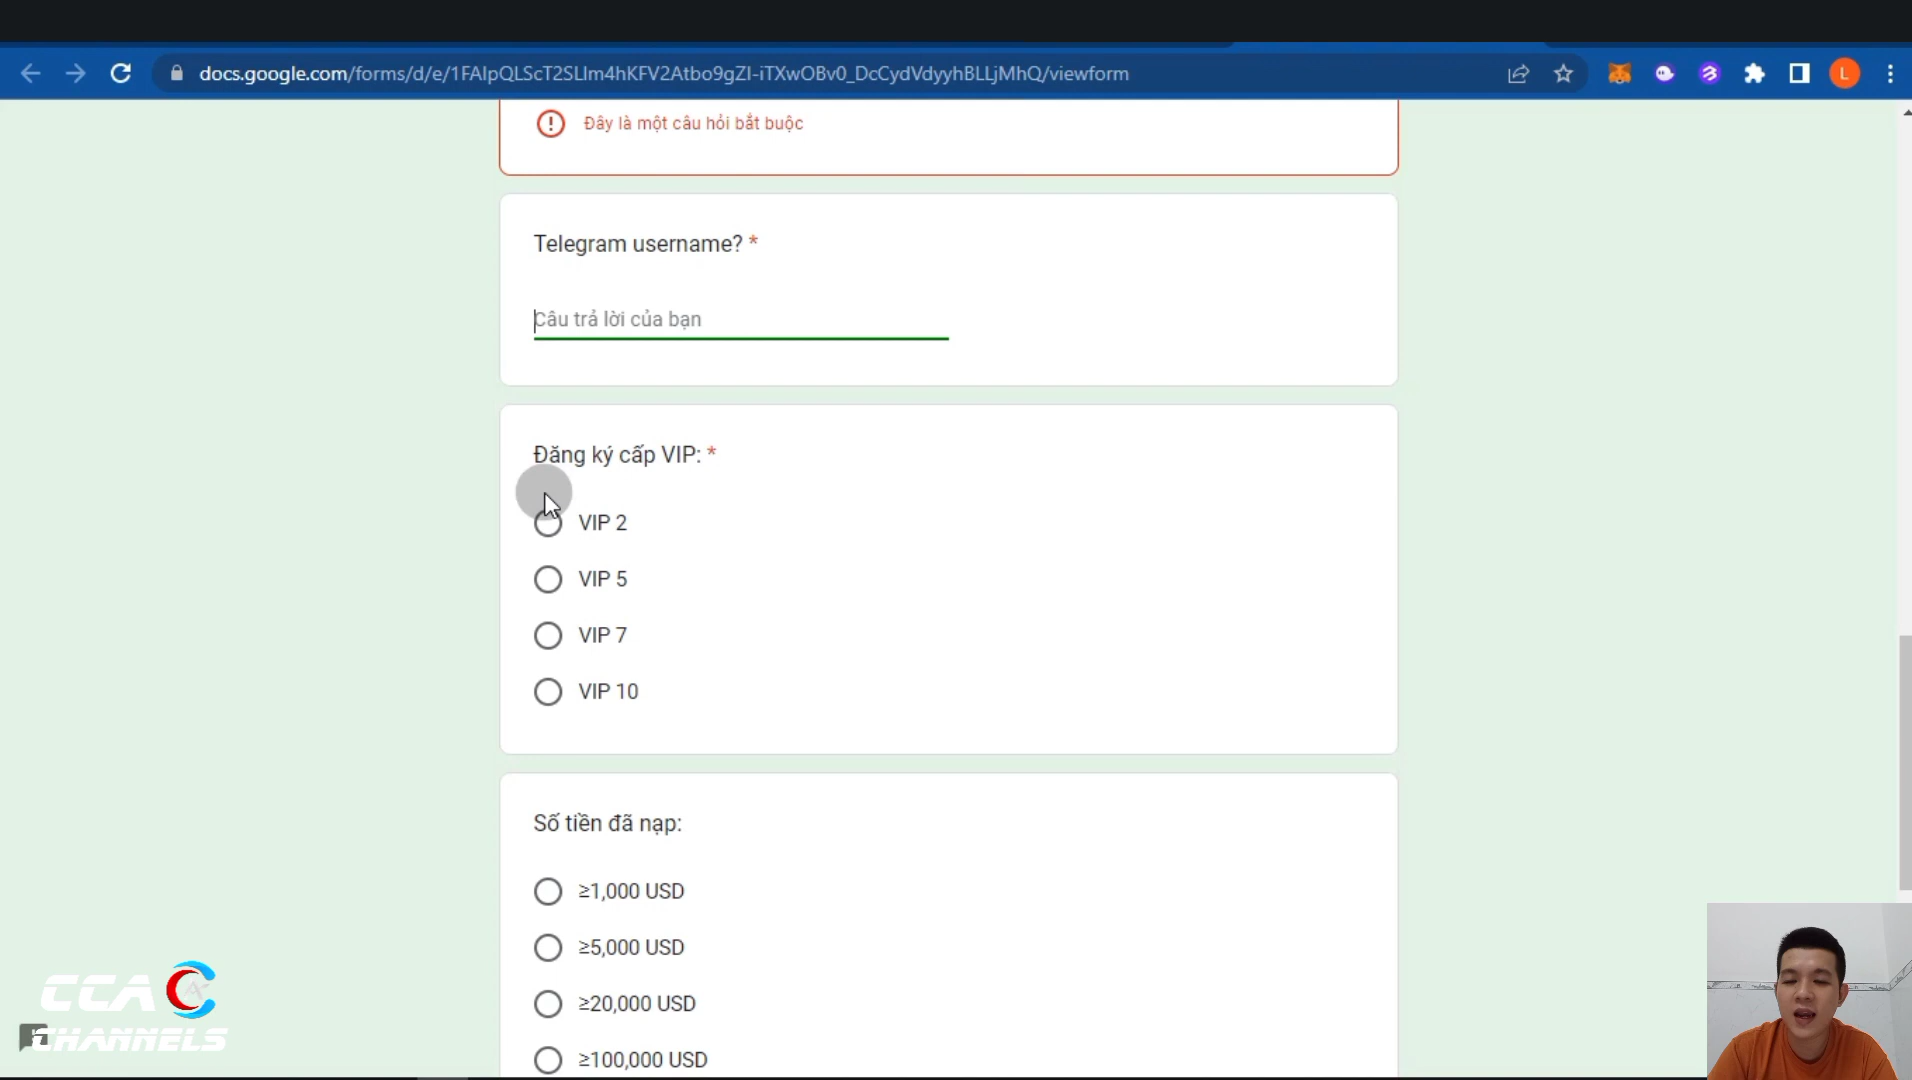 docs.google.com/forms/d/e/1FAIpQLScT2SLIm4hKFV2Atbo9gZI-iTXwOBv0_DcCydVdyyhBLLjMhQ/viewform
L
Đây là một câu hỏi bắt buộc
Telegram username? *
Câu trả lời của bạn
Đăng ký cấp VIP: *
VIP 2
VIP 5
VIP 7
VIP 10
Số tiền đã nạp:
≥1,000 USD
≥5,000 USD
≥20,000 USD
≥100,000 USD
CCA
CHANNELS